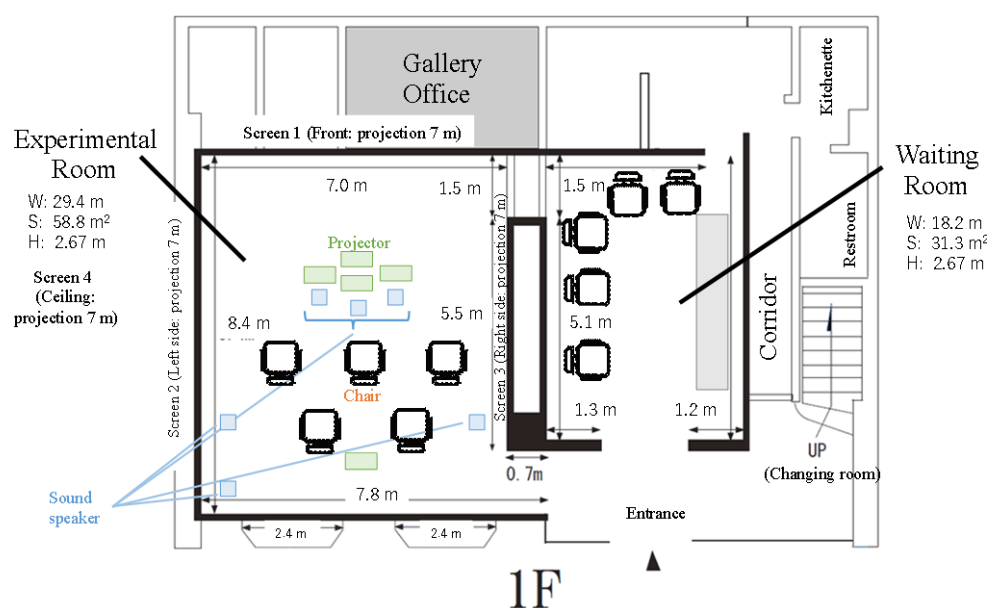 Gallery
Office
Kitchenette
Screen 1 (Front: projection 7 m)
Experimental
Room
W: 29.4 m
S: 58.8 m²
H: 2.67 m
Screen 4
(Ceiling:
projection 7 m)
Waiting
Room
W: 18.2 m
S: 31.3 m²
H: 2.67 m
7.0 m
1.5 m
1.5 m
Restroom
Screen 2 (Left side: projection 7 m)
Projector
Screen 3 (Right side: projection 7 m)
8.4 m
5.5 m
5.1 m
Corridor
Chair
1.3 m
1.2 m
UP
(Changing room)
0.7m
Sound
speaker
7.8 m
2.4 m
2.4 m
Entrance
1F